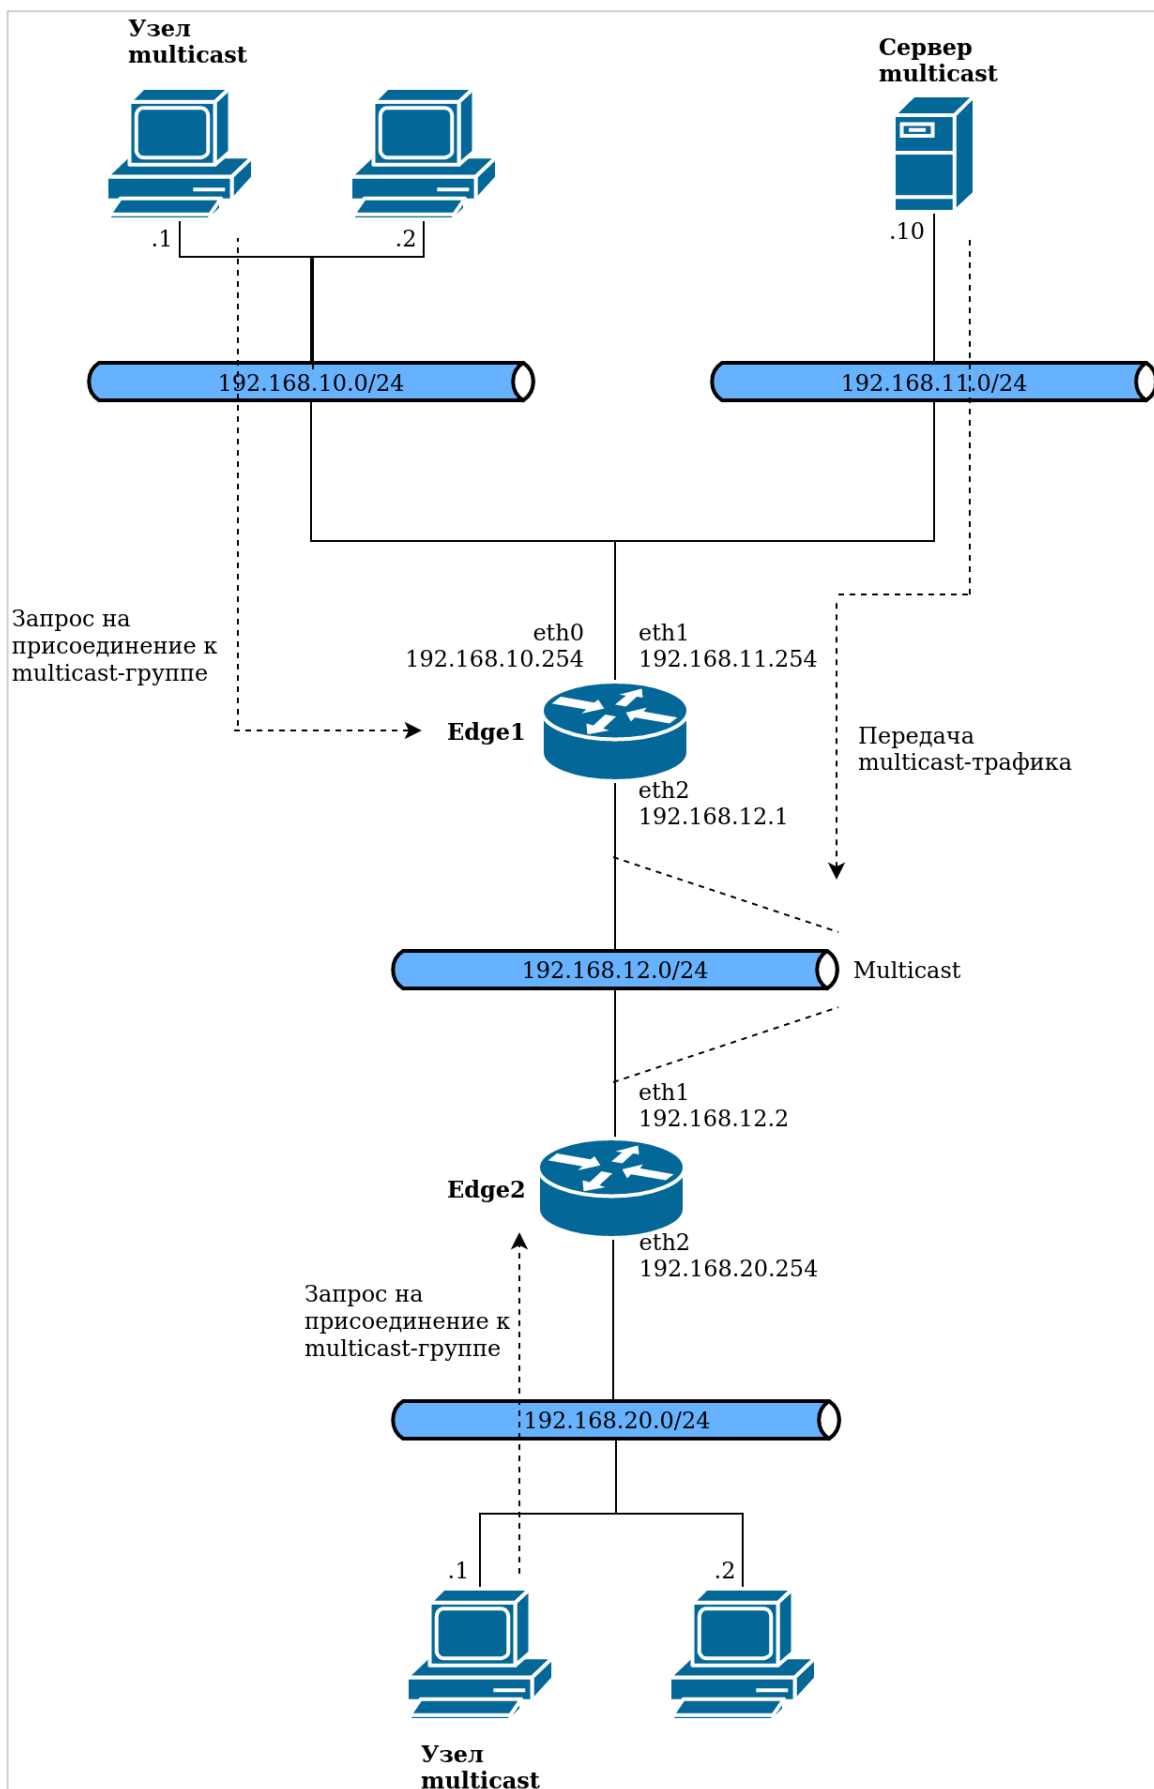 Узел
multicast
Сервер
multicast
.1
.2
.10
192.168.10.0/24
192.168.11.0/24
Запрос на
присоединение к
multicast-группе
eth0
192.168.10.254
eth1
192.168.11.254
Edge1
Передача
multicast-трафика
eth2
192.168.12.1
192.168.12.0/24
Multicast
eth1
192.168.12.2
Edge2
eth2
192.168.20.254
Запрос на
присоединение к
multicast-группе
192.168.20.0/24
.1
.2
Узел
multicast